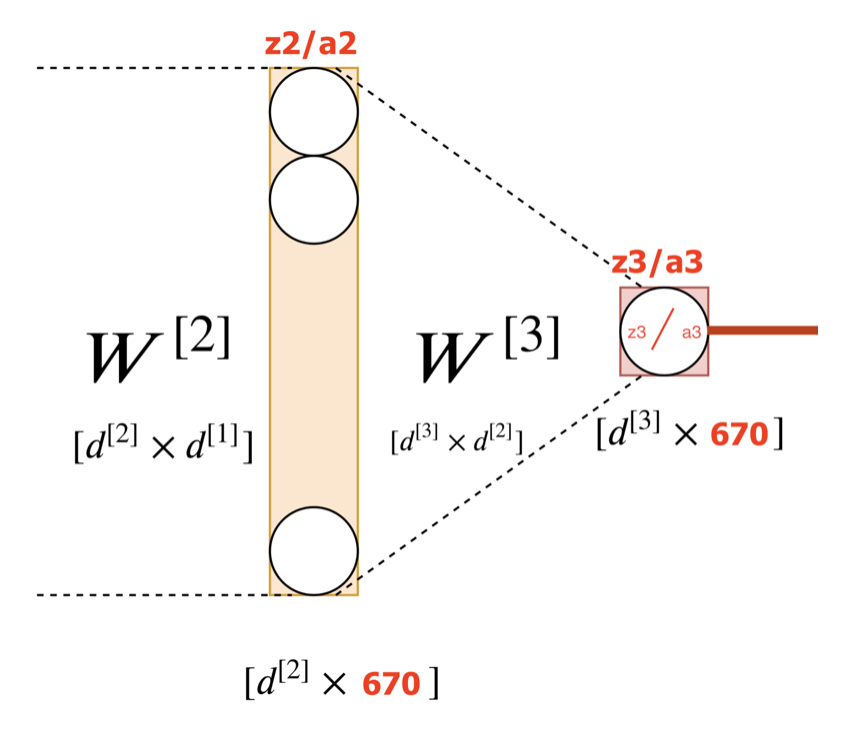 z2/a2
z3/a3
z3 / a3
W^[2]
W^[3]
[d^[2] × d^[1]]
[d^[3] × d^[2]]
[d^[3] × 670 ]
[d^[2] × 670 ]